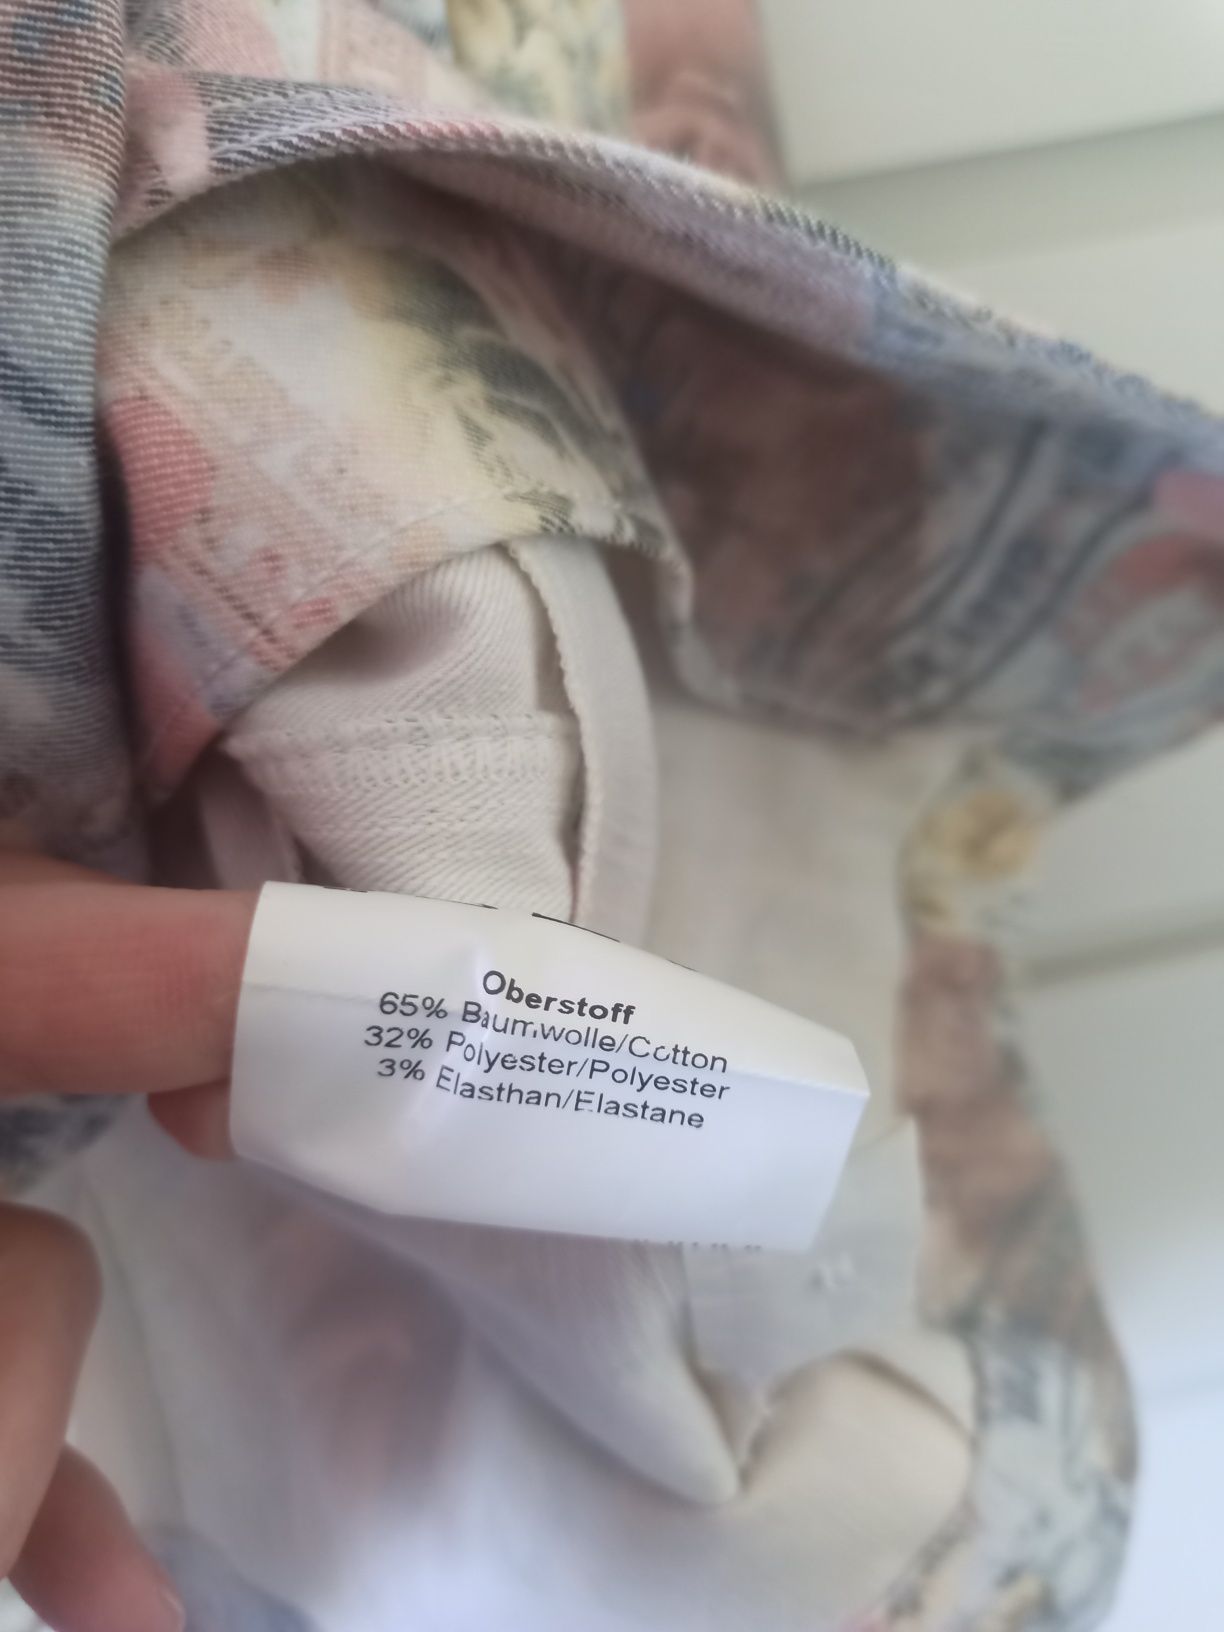 Oberstoff
65% Baumwolle/Cotton
32% Polyester/Polyester
3% Elasthan/Elastane